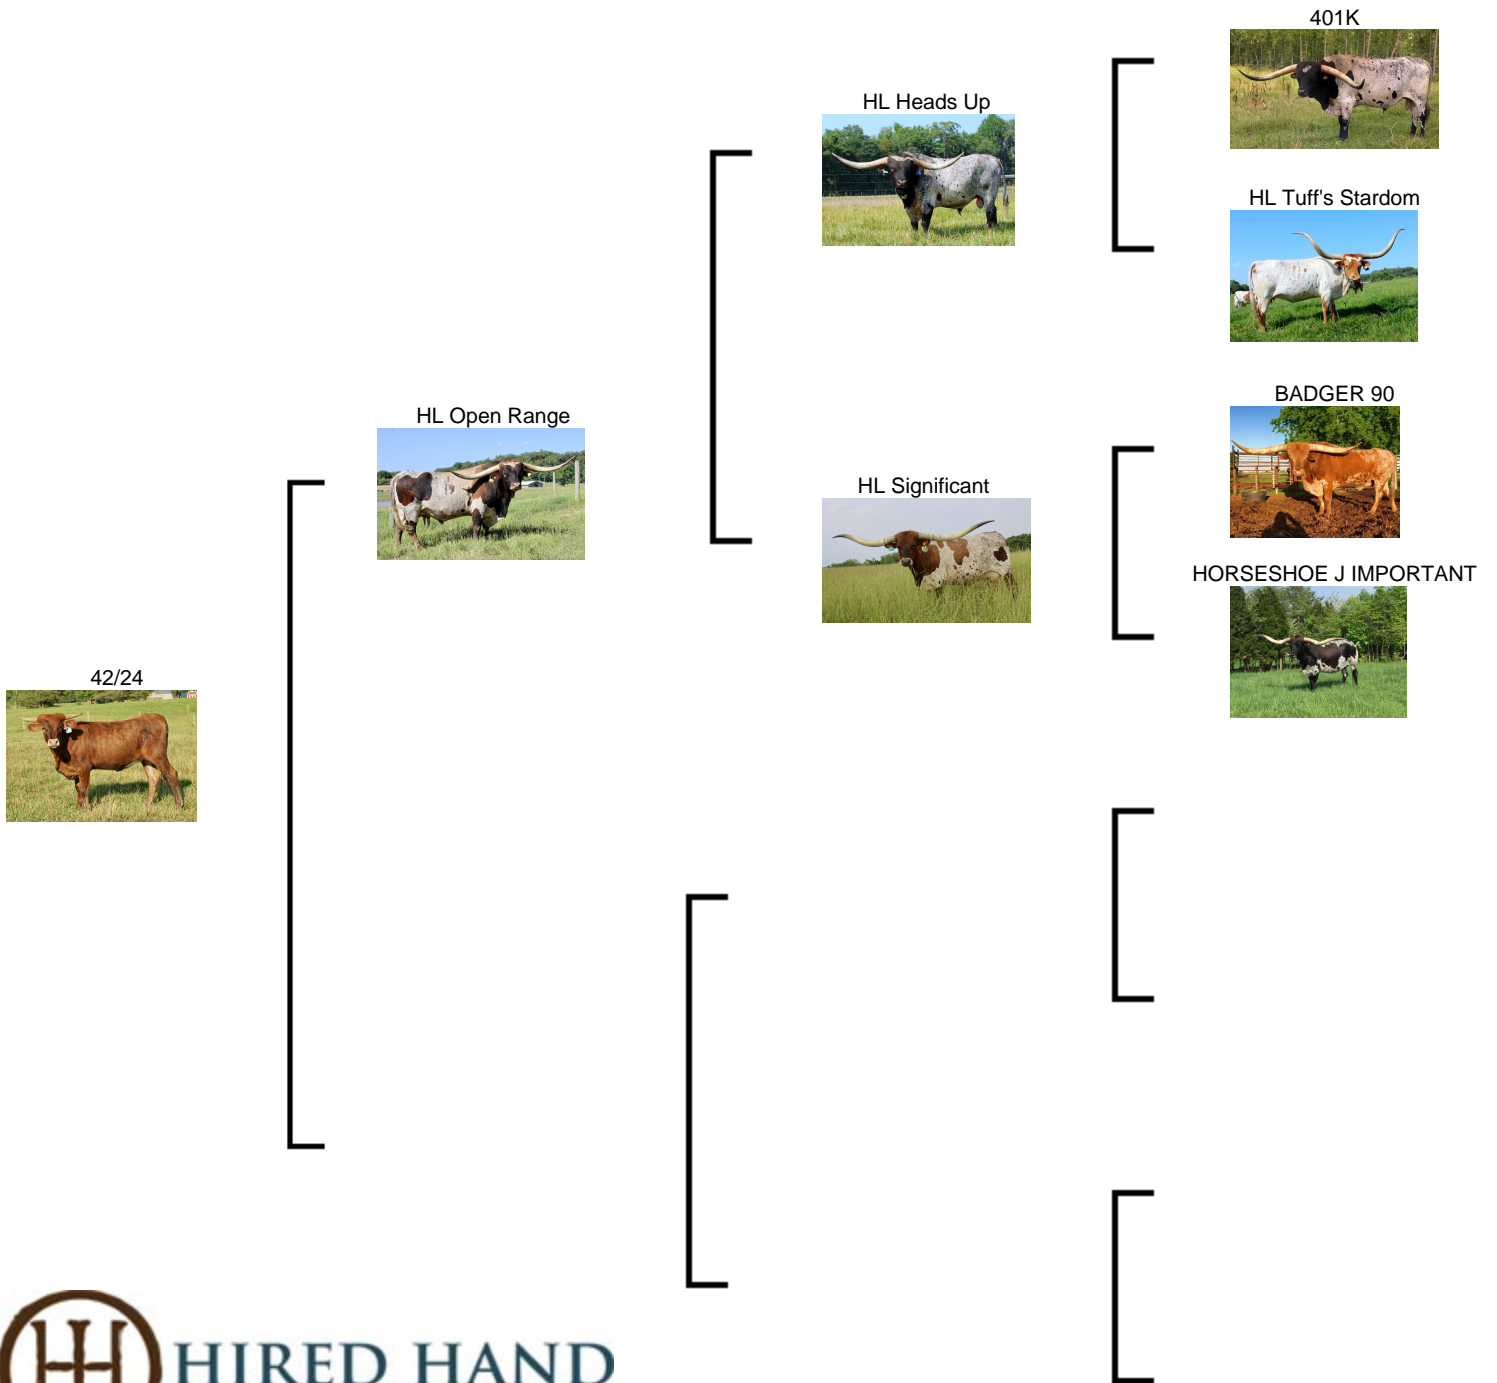 401K
HL Heads Up
HL Tuff's Stardom
BADGER 90
HL Open Range
HL Significant
HORSESHOE J IMPORTANT
42/24
HIRED HAND